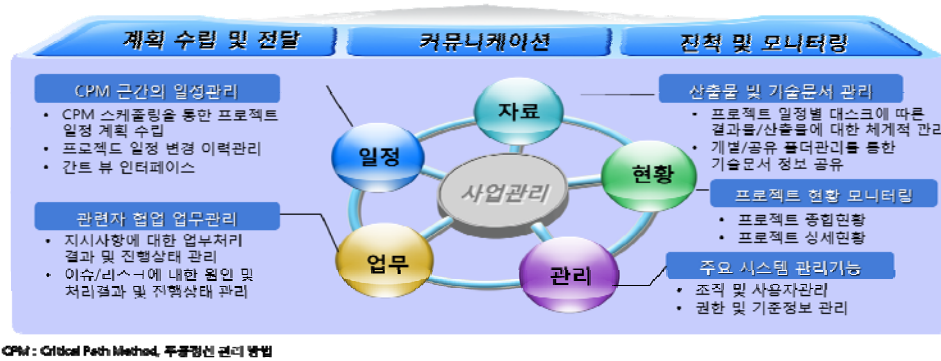 계획 수립 및 전달
커뮤니케이션
진척 및 모니터링
CPM 근간의 일정관리
• CPM 스케줄링을 통한 프로젝트
일정 계획 수립
• 프로젝트 일정 변경 이력관리
• 간트 뷰 인터페이스
관련자 협업 업무관리
• 지시사항에 대한 업무처리
결과 및 진행상태 관리
• 이슈/리스크에 대한 원인 및
처리결과 및 진행상태 관리
자료
일정
현황
사업관리
업무
관리
산출물 및 기술문서 관리
• 프로젝트 일정별 태스크에 따른
결과물/산출물에 대한 체계적 관리
• 개별/공유 폴더관리를 통한
기술문서 정보 공유
프로젝트 현황 모니터링
• 프로젝트 종합현황
• 프로젝트 상세현황
주요 시스템 관리기능
• 조직 및 사용자관리
• 권한 및 기준정보 관리
CPM : Critical Path Method, 주공정선 관리 방법